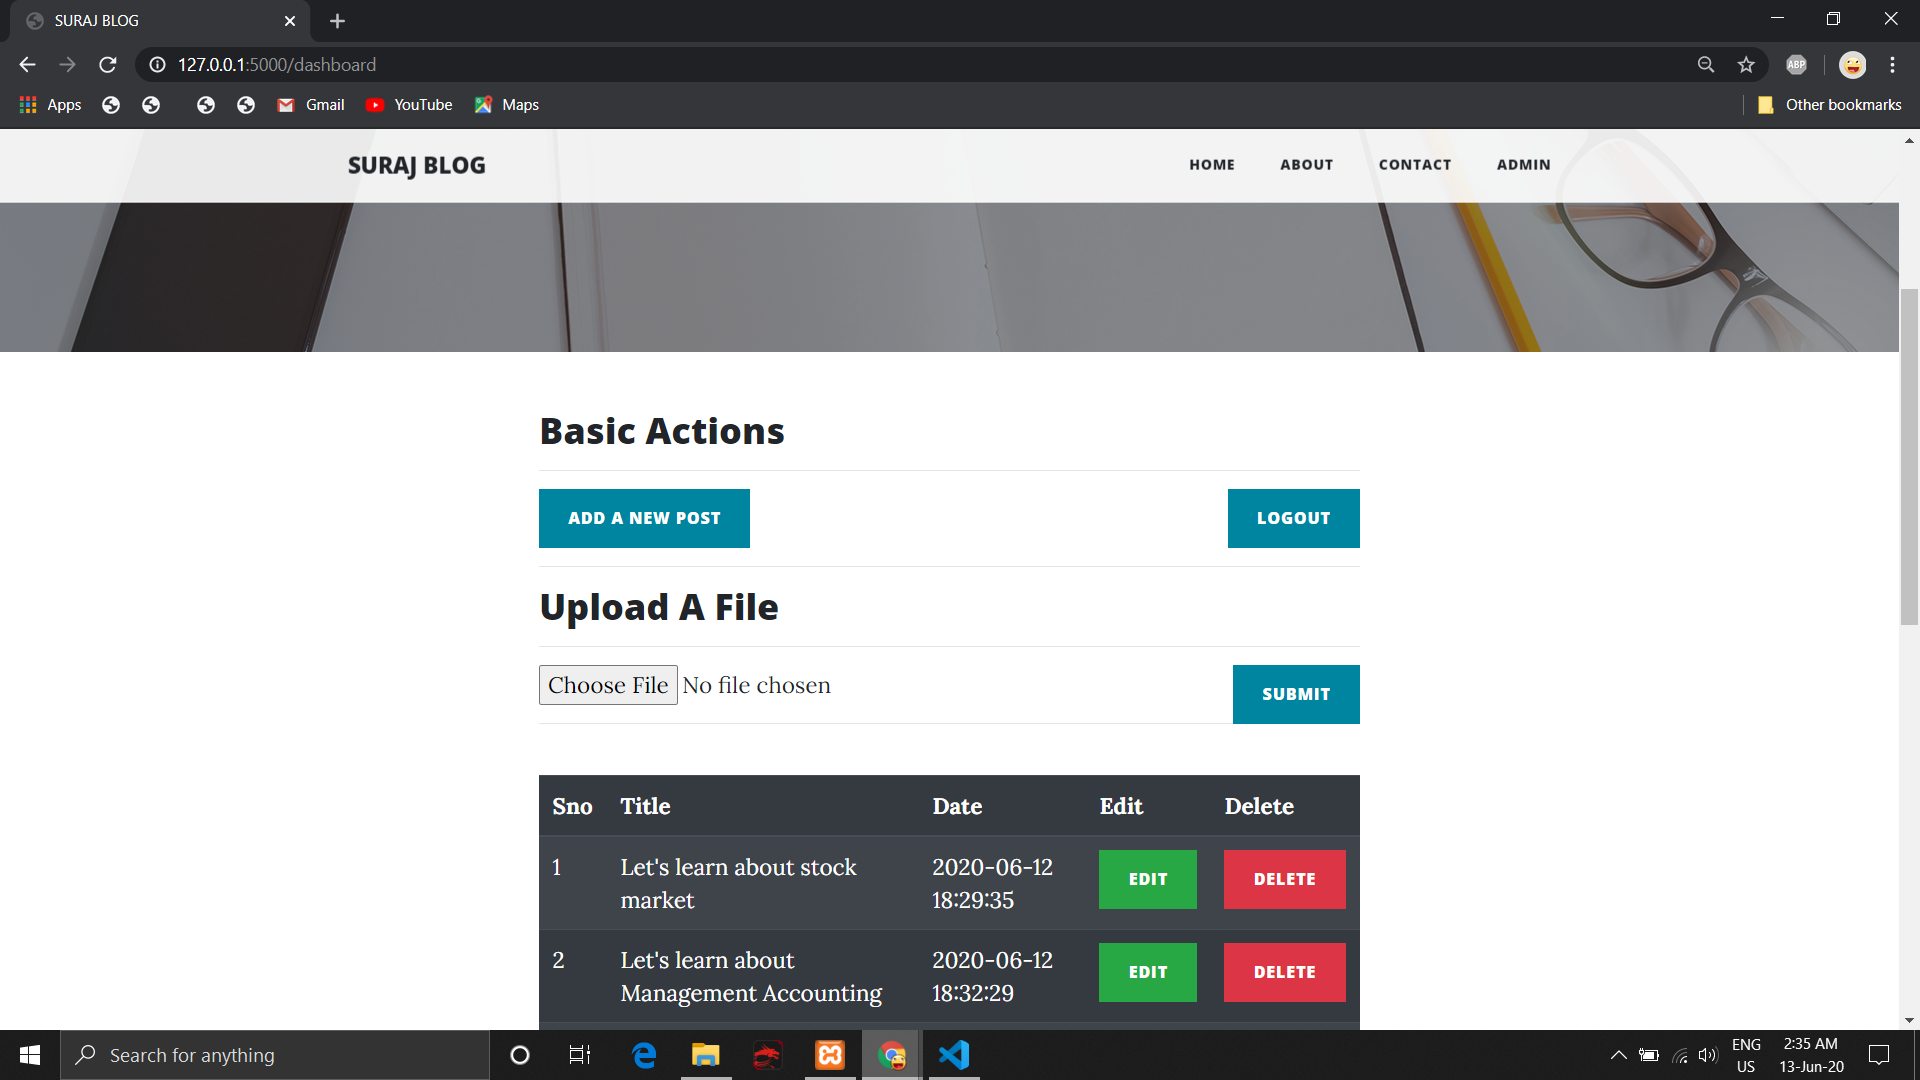 SURAJ BLOG
127.0.0.1:5000/dashboard
ABP
Apps
Gmail
YouTube
Maps
Other bookmarks
SURAJ BLOG
HOME
ABOUT
CONTACT
ADMIN
Basic Actions
ADD A NEW POST
LOGOUT
Upload A File
Choose File No file chosen
SUBMIT
Sno Title Date Edit Delete
1
Let's learn about stock
market
2020-06-12
18:29:35
EDIT
DELETE
2
Let's learn about
Management Accounting
2020-06-12
18:32:29
EDIT
DELETE
Search for anything
ENG
US
2:35 AM
13-Jun-20